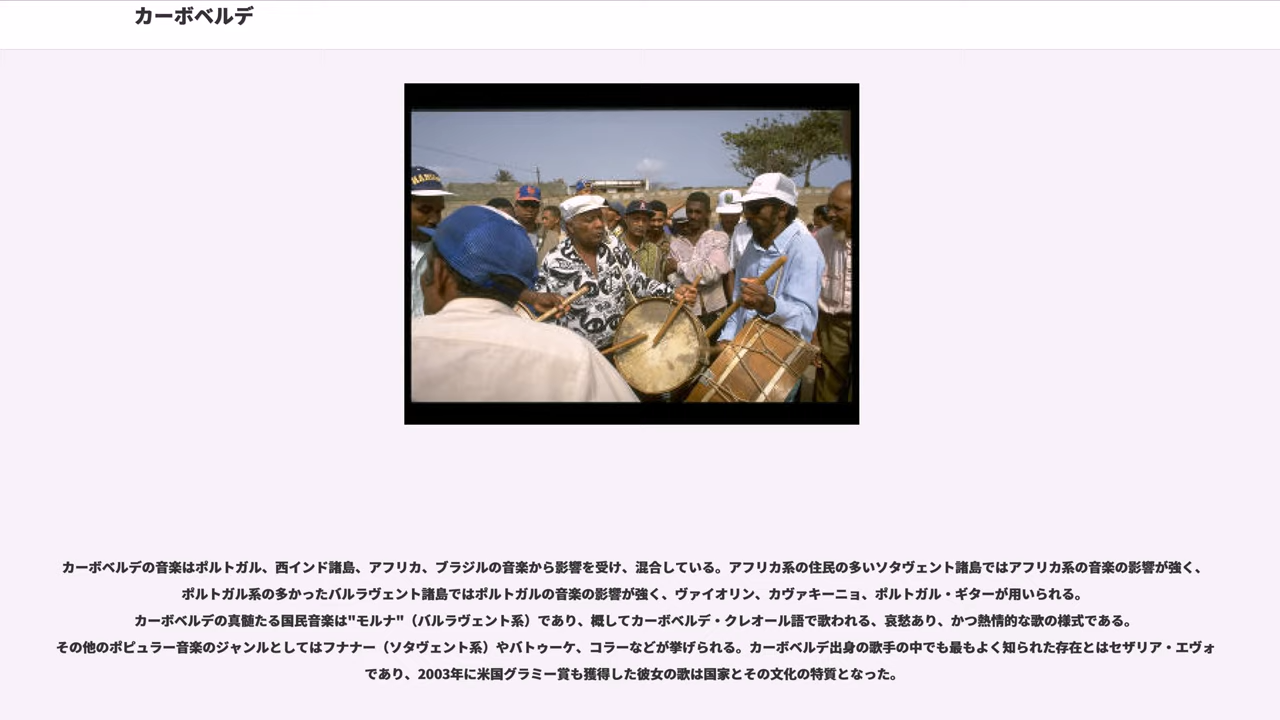 カーボベルデ
カーボベルデの音楽はポルトガル、西インド諸島、アフリカ、ブラジルの音楽から影響を受け、混合している。アフリカ系の住民の多いソタヴェント諸島ではアフリカ系の音楽の影響が強く、
ポルトガル系の多かったバルラヴェント諸島ではポルトガルの音楽の影響が強く、ヴァイオリン、カヴァキーニョ、ポルトガル・ギターが用いられる。
カーボベルデの真髄たる国民音楽は"モルナ"（バルラヴェント系）であり、概してカーボベルデ・クレオール語で歌われる、哀愁あり、かつ熱情的な歌の様式である。
その他のポピュラー音楽のジャンルとしてはフナナー（ソタヴェント系）やバトゥーケ、コラーなどが挙げられる。カーボベルデ出身の歌手の中でも最もよく知られた存在とはセザリア・エヴォ
であり、2003年に米国グラミー賞も獲得した彼女の歌は国家とその文化の特質となった。